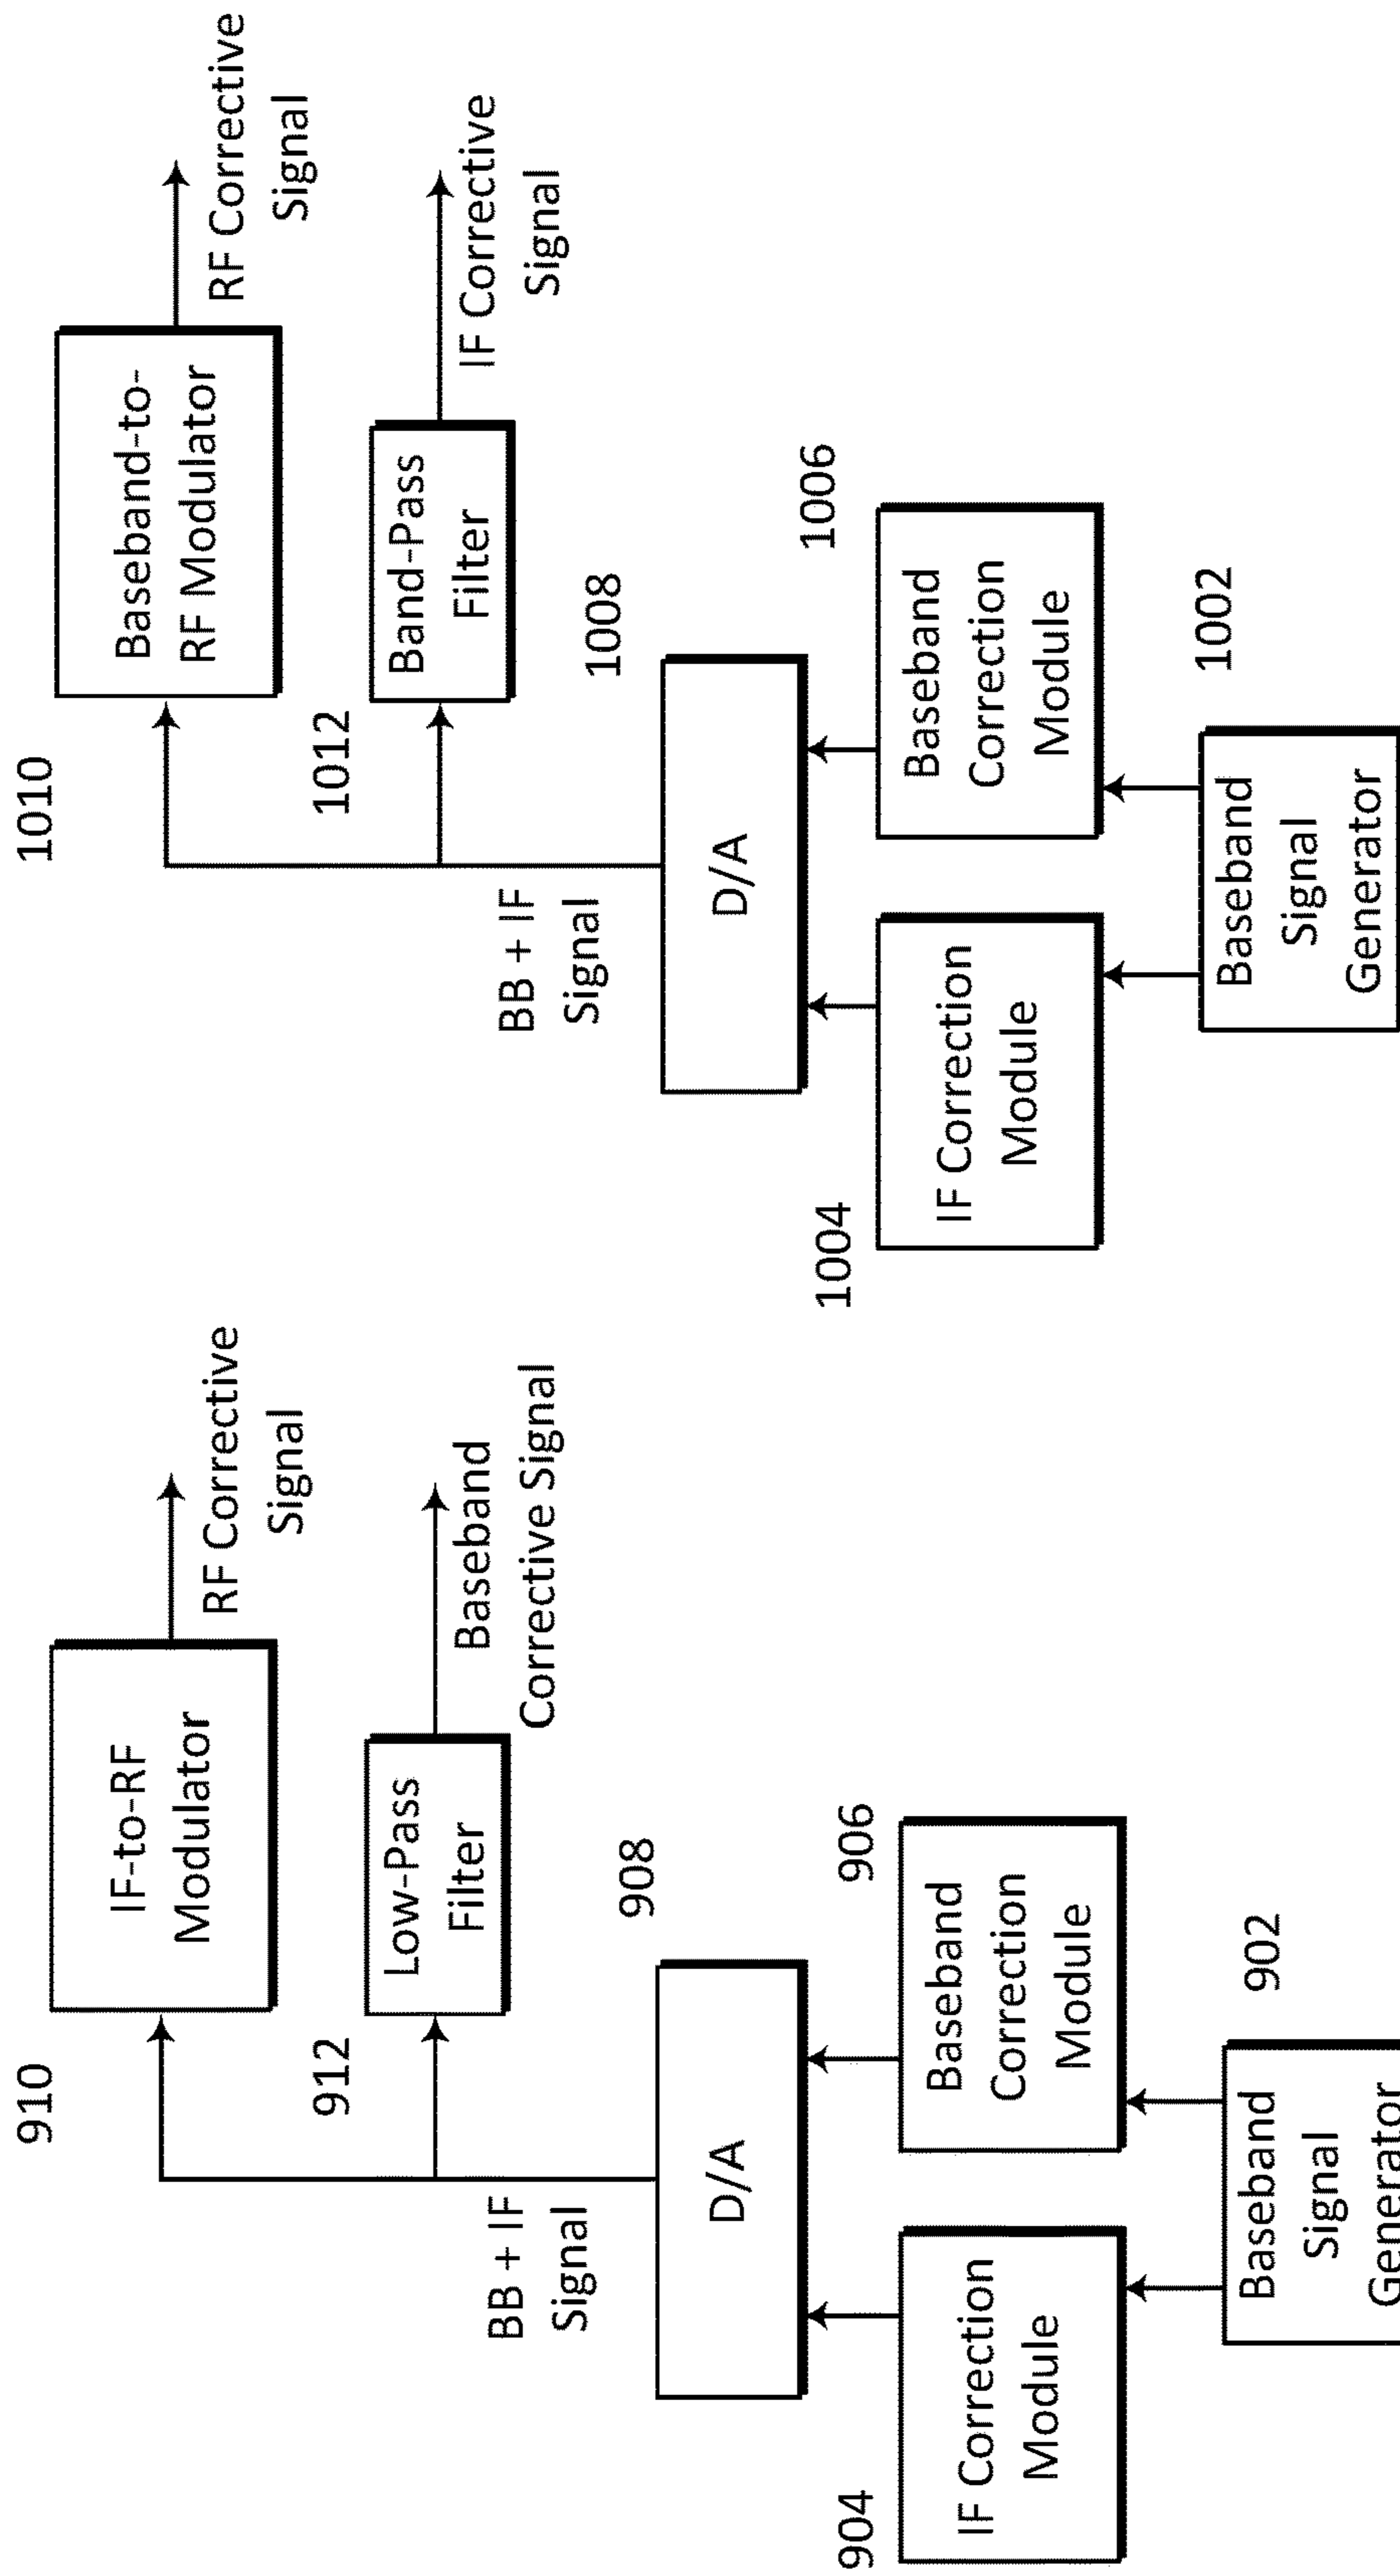 910
IF-to-RF
Modulator
RF Corrective
Signal
912
Low-Pass
Filter
Baseband
Corrective Signal
BB + IF
Signal
908
D/A
904
IF Correction
Module
906
Baseband
Correction
Module
902
Baseband
Signal
Generator
1010
Baseband-to-
RF Modulator
RF Corrective
Signal
1012
Band-Pass
Filter
IF Corrective
Signal
BB + IF
Signal
1008
D/A
1004
IF Correction
Module
1006
Baseband
Correction
Module
1002
Baseband
Signal
Generator